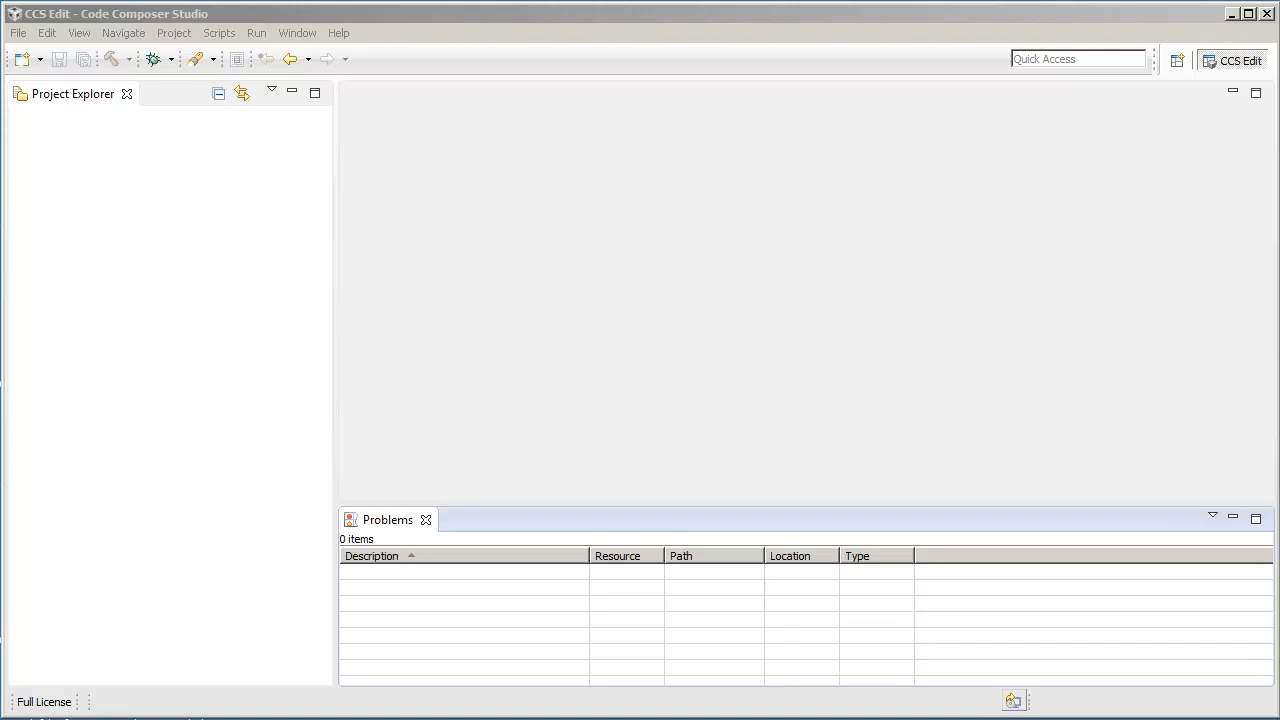 CCS Edit - Code Composer Studio
File Edit View Navigate Project Scripts Run Window Help
Quick Access
CCS Edit
Project Explorer
Problems
0 items
Description Resource Path Location Type
Full License